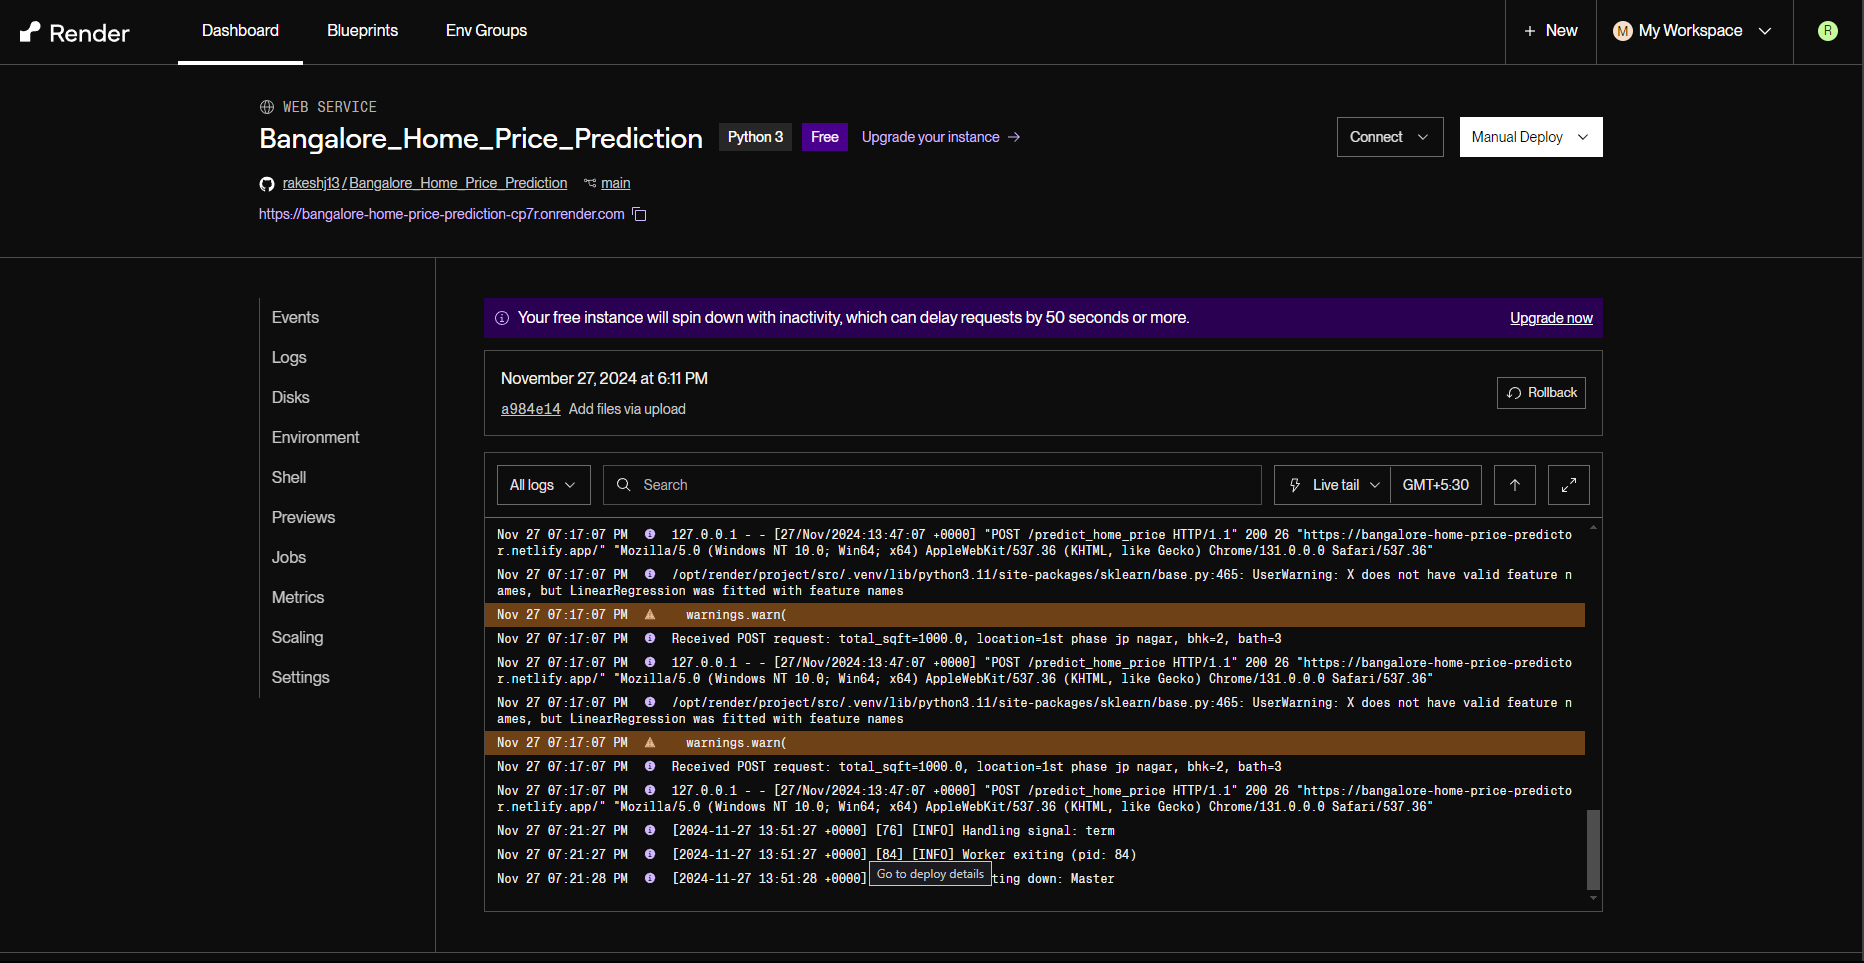 Render
Dashboard
Blueprints
Env Groups
+ New
M My Workspace
R
WEB SERVICE
Bangalore_Home_Price_Prediction
Python 3
Free
Upgrade your instance →
Connect
Manual Deploy
rakeshj13/Bangalore_Home_Price_Prediction
main
https://bangalore-home-price-prediction-cp7r.onrender.com
Events
Logs
Disks
Environment
Shell
Previews
Jobs
Metrics
Scaling
Settings
Your free instance will spin down with inactivity, which can delay requests by 50 seconds or more.
Upgrade now
November 27, 2024 at 6:11 PM
a984e14 Add files via upload
Rollback
All logs
Search
Live tail
GMT+5:30
Nov 27 07:17:07 PM 127.0.0.1 - - [27/Nov/2024:13:47:07 +0000] "POST /predict_home_price HTTP/1.1" 200 26 "https://bangalore-home-price-predicto
r.netlify.app/" "Mozilla/5.0 (Windows NT 10.0; Win64; x64) AppleWebKit/537.36 (KHTML, like Gecko) Chrome/131.0.0.0 Safari/537.36"
Nov 27 07:17:07 PM /opt/render/project/src/.venv/lib/python3.11/site-packages/sklearn/base.py:465: UserWarning: X does not have valid feature n
ames, but LinearRegression was fitted with feature names
Nov 27 07:17:07 PM warnings.warn(
Nov 27 07:17:07 PM Received POST request: total_sqft=1000.0, location=1st phase jp nagar, bhk=2, bath=3
Nov 27 07:17:07 PM 127.0.0.1 - - [27/Nov/2024:13:47:07 +0000] "POST /predict_home_price HTTP/1.1" 200 26 "https://bangalore-home-price-predicto
r.netlify.app/" "Mozilla/5.0 (Windows NT 10.0; Win64; x64) AppleWebKit/537.36 (KHTML, like Gecko) Chrome/131.0.0.0 Safari/537.36"
Nov 27 07:17:07 PM /opt/render/project/src/.venv/lib/python3.11/site-packages/sklearn/base.py:465: UserWarning: X does not have valid feature n
ames, but LinearRegression was fitted with feature names
Nov 27 07:17:07 PM warnings.warn(
Nov 27 07:17:07 PM Received POST request: total_sqft=1000.0, location=1st phase jp nagar, bhk=2, bath=3
Nov 27 07:17:07 PM 127.0.0.1 - - [27/Nov/2024:13:47:07 +0000] "POST /predict_home_price HTTP/1.1" 200 26 "https://bangalore-home-price-predicto
r.netlify.app/" "Mozilla/5.0 (Windows NT 10.0; Win64; x64) AppleWebKit/537.36 (KHTML, like Gecko) Chrome/131.0.0.0 Safari/537.36"
Nov 27 07:21:27 PM [2024-11-27 13:51:27 +0000] [76] [INFO] Handling signal: term
Nov 27 07:21:27 PM [2024-11-27 13:51:27 +0000] [84] [INFO] Worker exiting (pid: 84)
Nov 27 07:21:28 PM [2024-11-27 13:51:28 +0000] ting down: Master
Go to deploy details